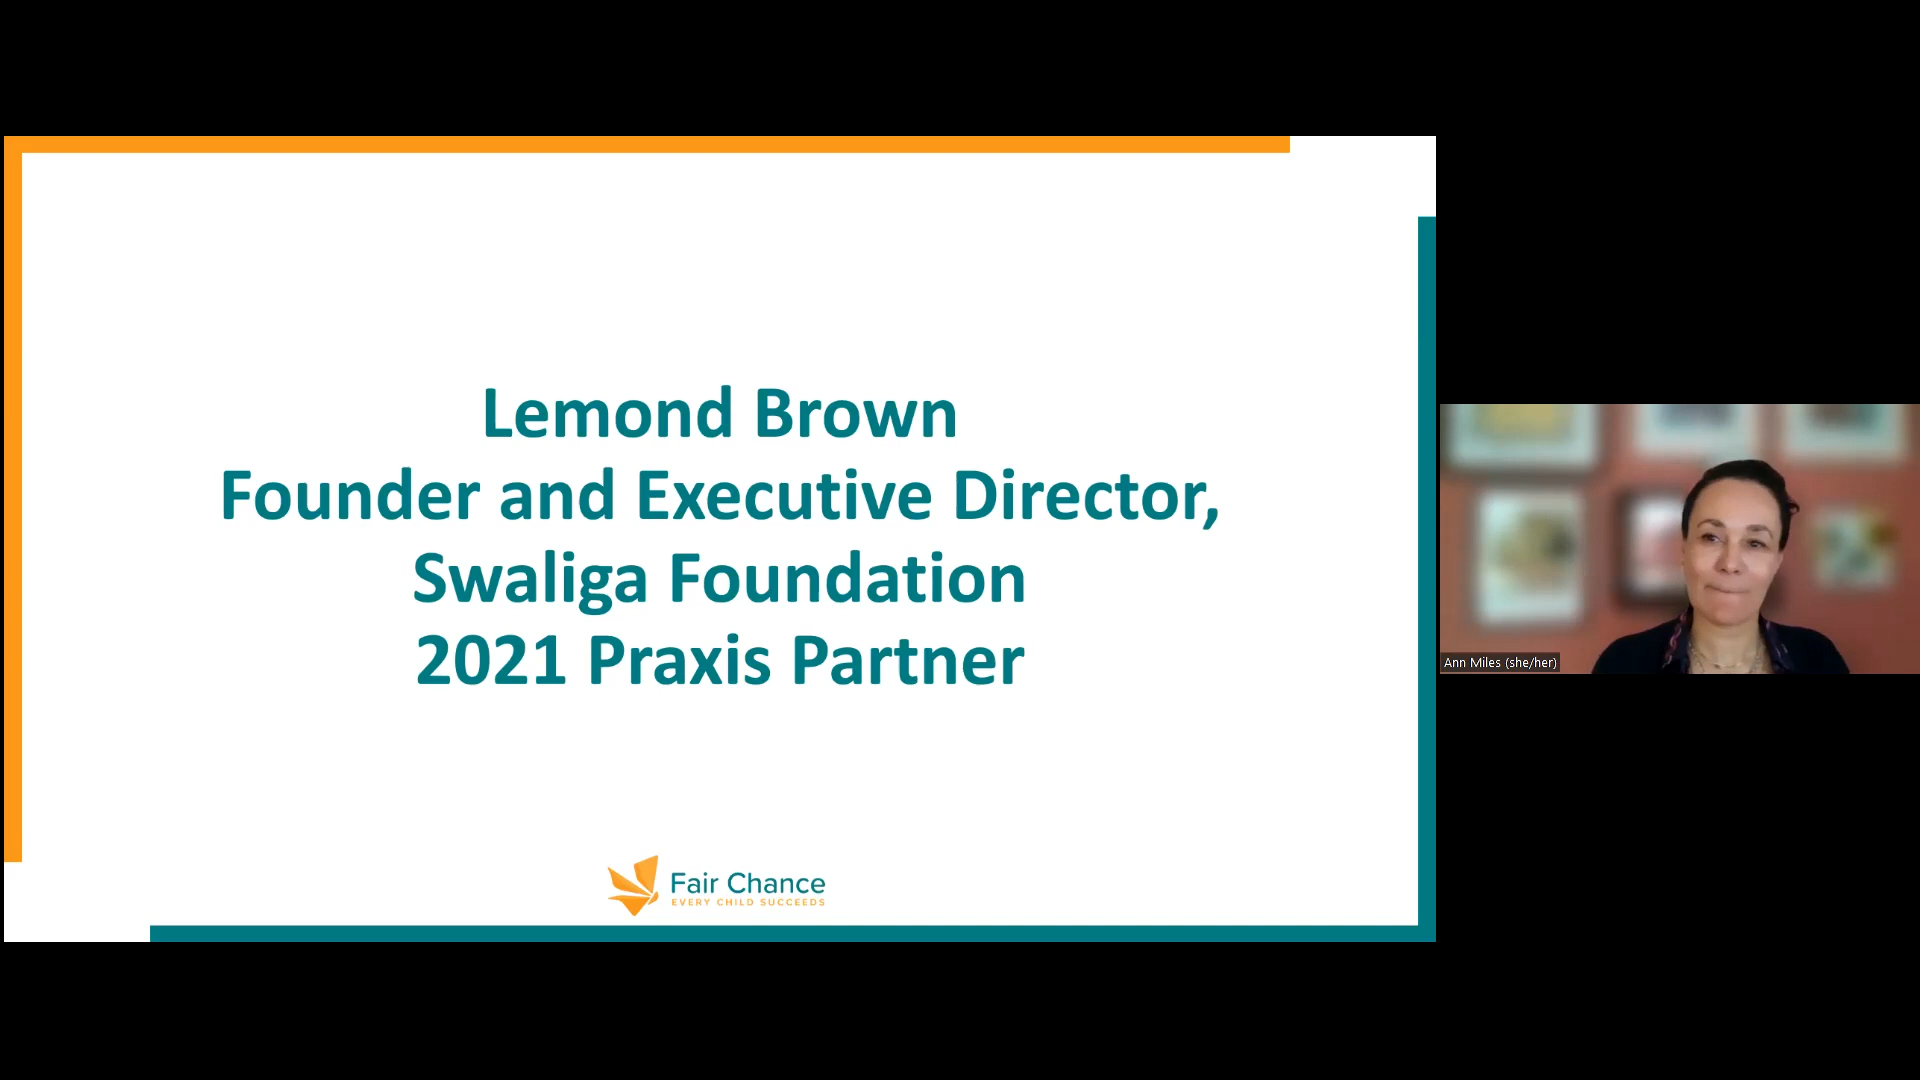 Lemond Brown
Founder and Executive Director,
Swaliga Foundation
2021 Praxis Partner
Fair Chance
EVERY CHILD SUCCEEDS
Ann Miles (she/her)